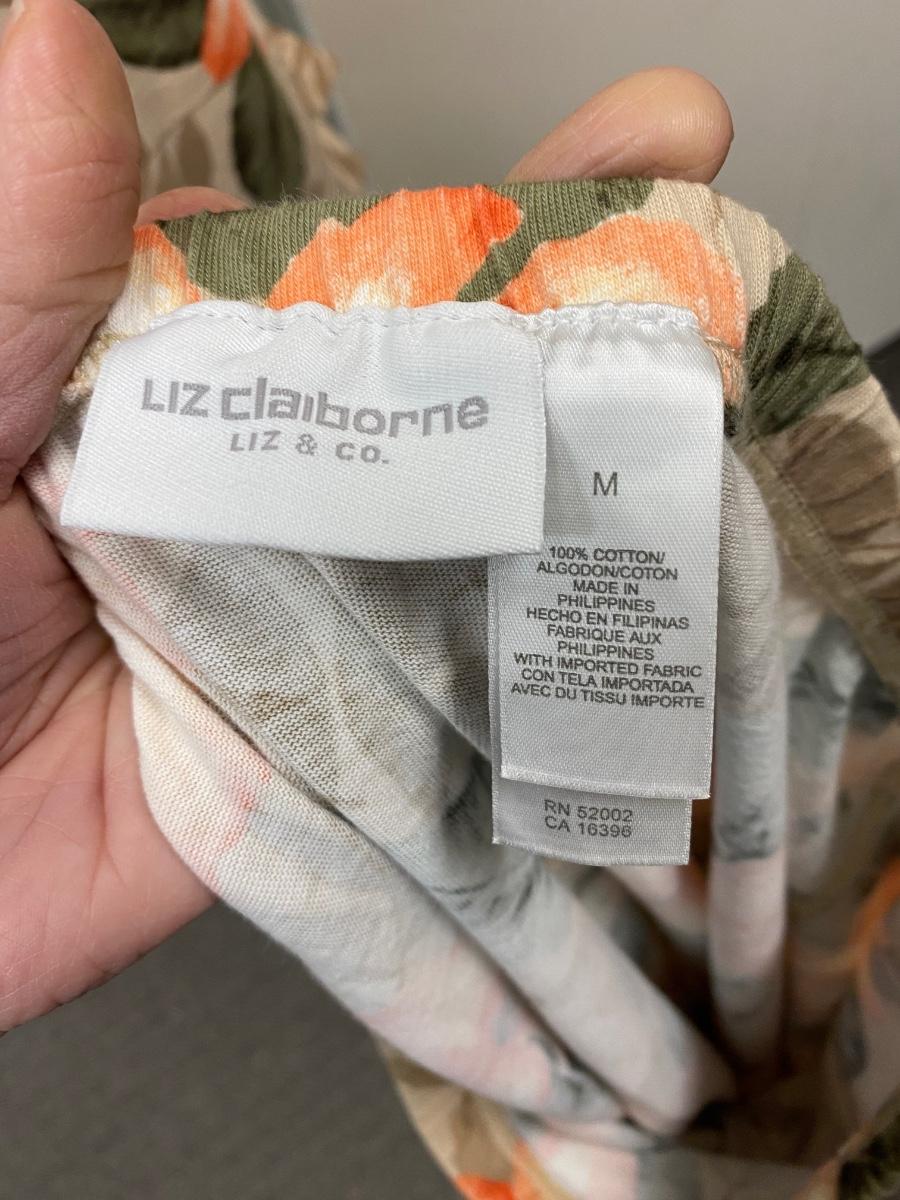 LIZ claiborne
LIZ & CO.
M
100% COTTON/
ALGODON/COTON
MADE IN
PHILIPPINES
HECHO EN FILIPINAS
FABRIQUE AUX
PHILIPPINES
WITH IMPORTED FABRIC
CON TELA IMPORTADA
AVEC DU TISSU IMPORTE
RN 52002
CA 16396